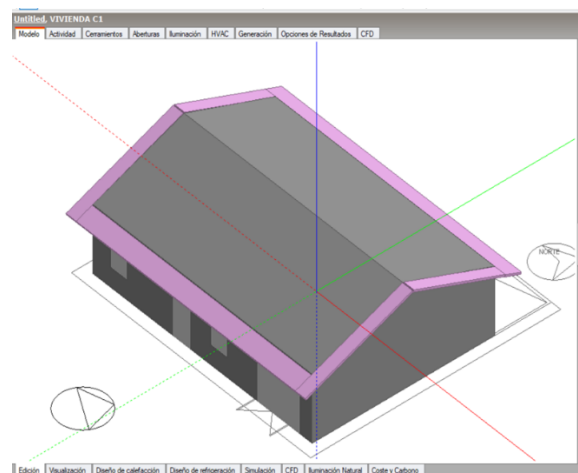 Untitled, VIVIENDA C1
Modelo Actividad Cerramientos Aberturas Iluminación HVAC Generación Opciones de Resultados CFD
NORTE
Edición Visualización Diseño de calefacción Diseño de refrigeración Simulación CFD Iluminación Natural Coste y Carbono